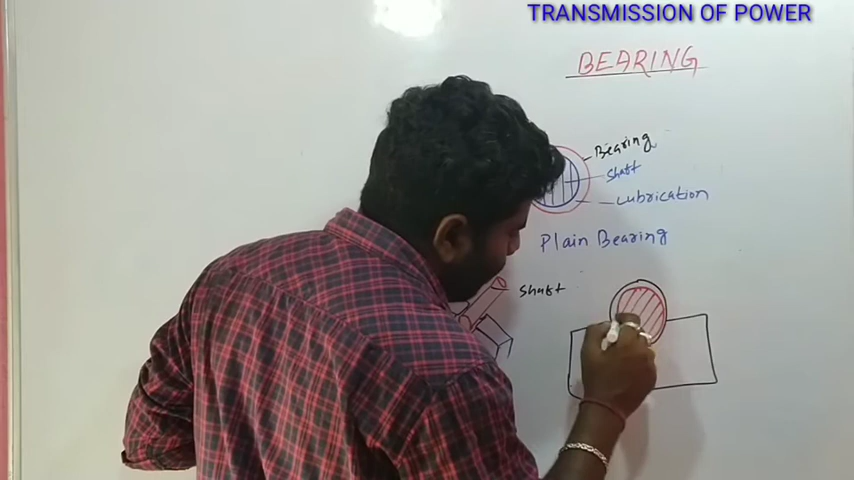 TRANSMISSION OF POWER
BEARING
Bearing
Shaft
Lubrication
Plain Bearing
Shaft